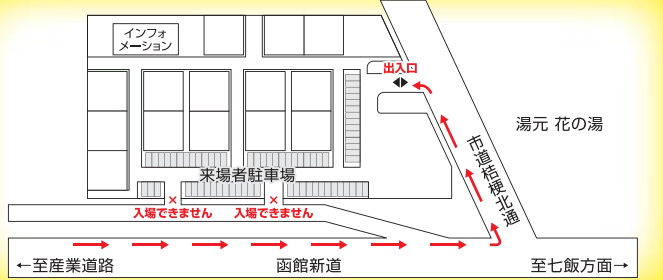 インフォ
メーション
出入口
湯元 花の湯
市道桔梗北通
来場者駐車場
×
×
入場できません
入場できません
←至産業道路
函館新道
至七飯方面→